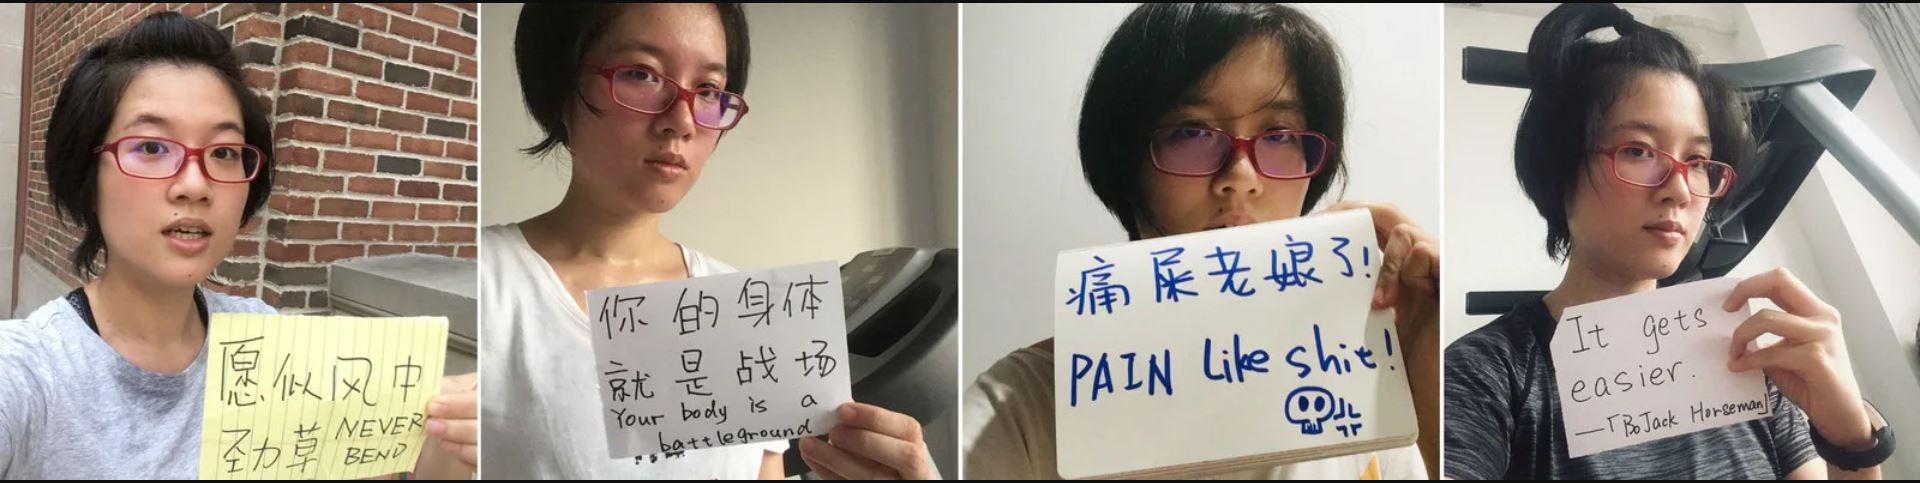 愿似风中
劲草 NEVER
BEND
你的身体
就是战场
Your body is a
battleground
痛屎老娘了!
PAIN Like shit!
It gets
easier.
—「BoJack Horseman」